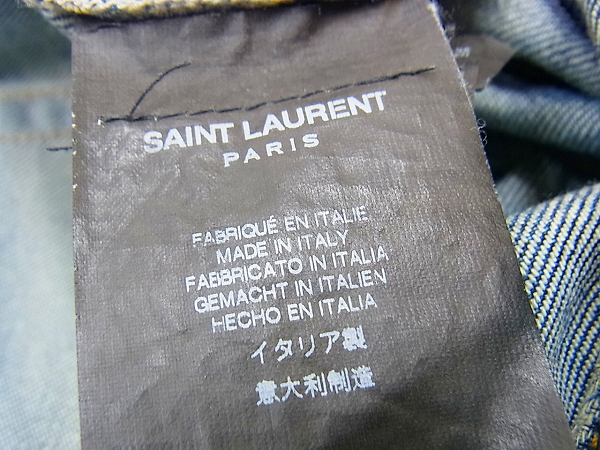 SAINT LAURENT
PARIS
FABRIQUÉ EN ITALIE
MADE IN ITALY
FABBRICATO IN ITALIA
GEMACHT IN ITALIEN
HECHO EN ITALIA
イタリア製
意大利制造